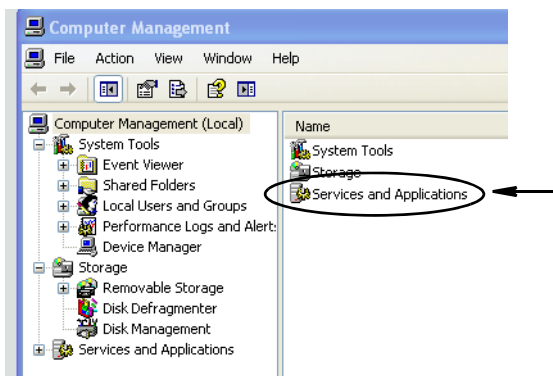 Computer Management
File Action View Window Help
Computer Management (Local)
System Tools
Event Viewer
Shared Folders
Local Users and Groups
Performance Logs and Alert:
Device Manager
Storage
Removable Storage
Disk Defragmenter
Disk Management
Services and Applications
Name
System Tools
Storage
Services and Applications